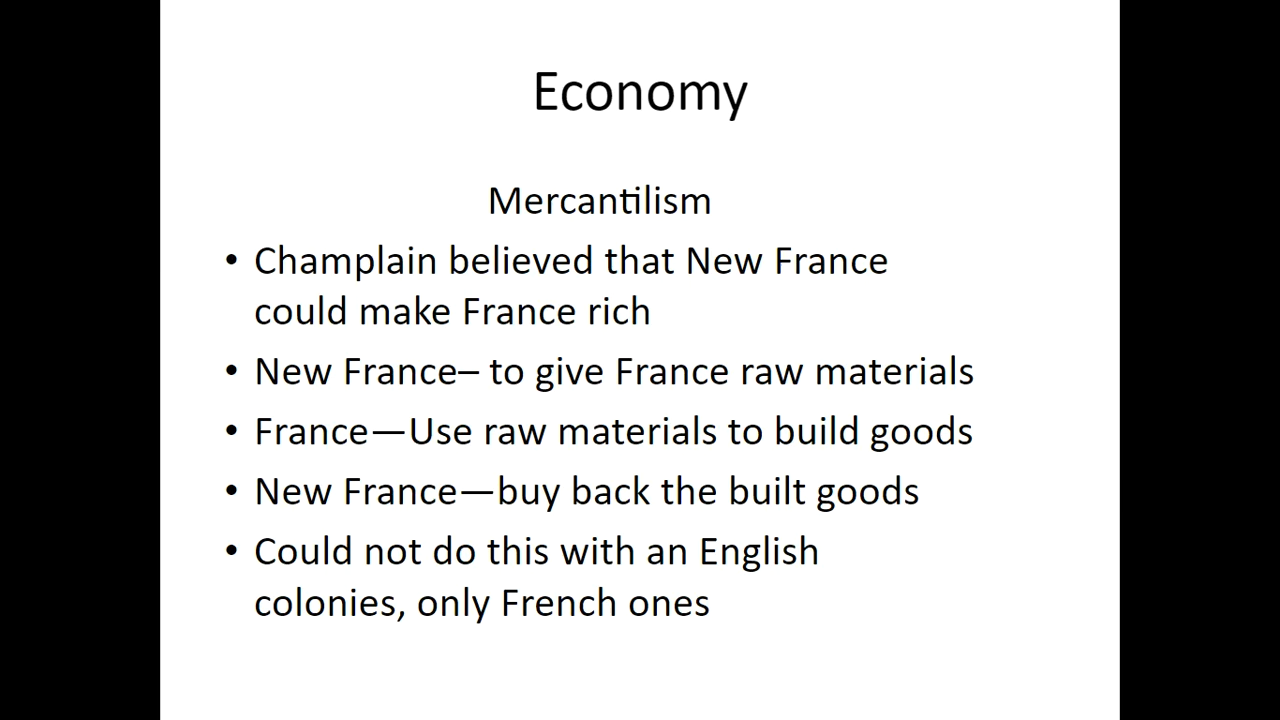 Economy
Mercantilism
• Champlain believed that New France
could make France rich
• New France– to give France raw materials
• France—Use raw materials to build goods
• New France—buy back the built goods
• Could not do this with an English
colonies, only French ones